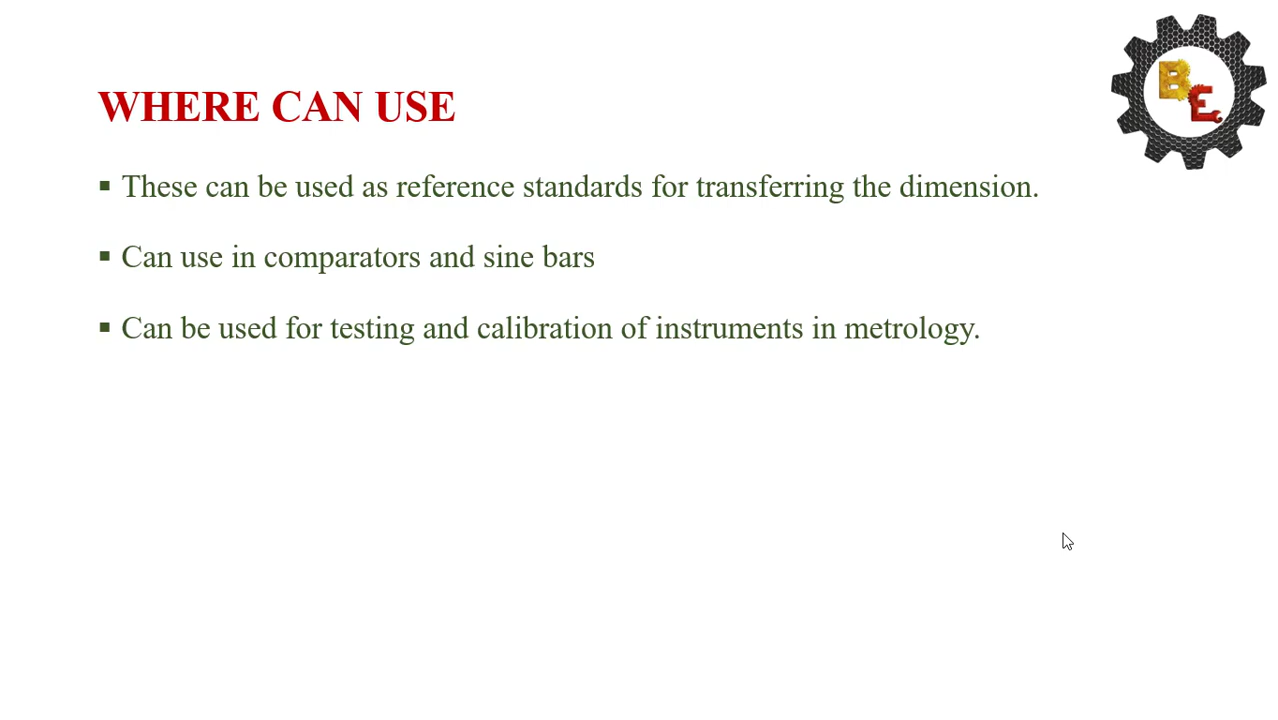 WHERE CAN USE
▪ These can be used as reference standards for transferring the dimension.
▪ Can use in comparators and sine bars
▪ Can be used for testing and calibration of instruments in metrology.
BE